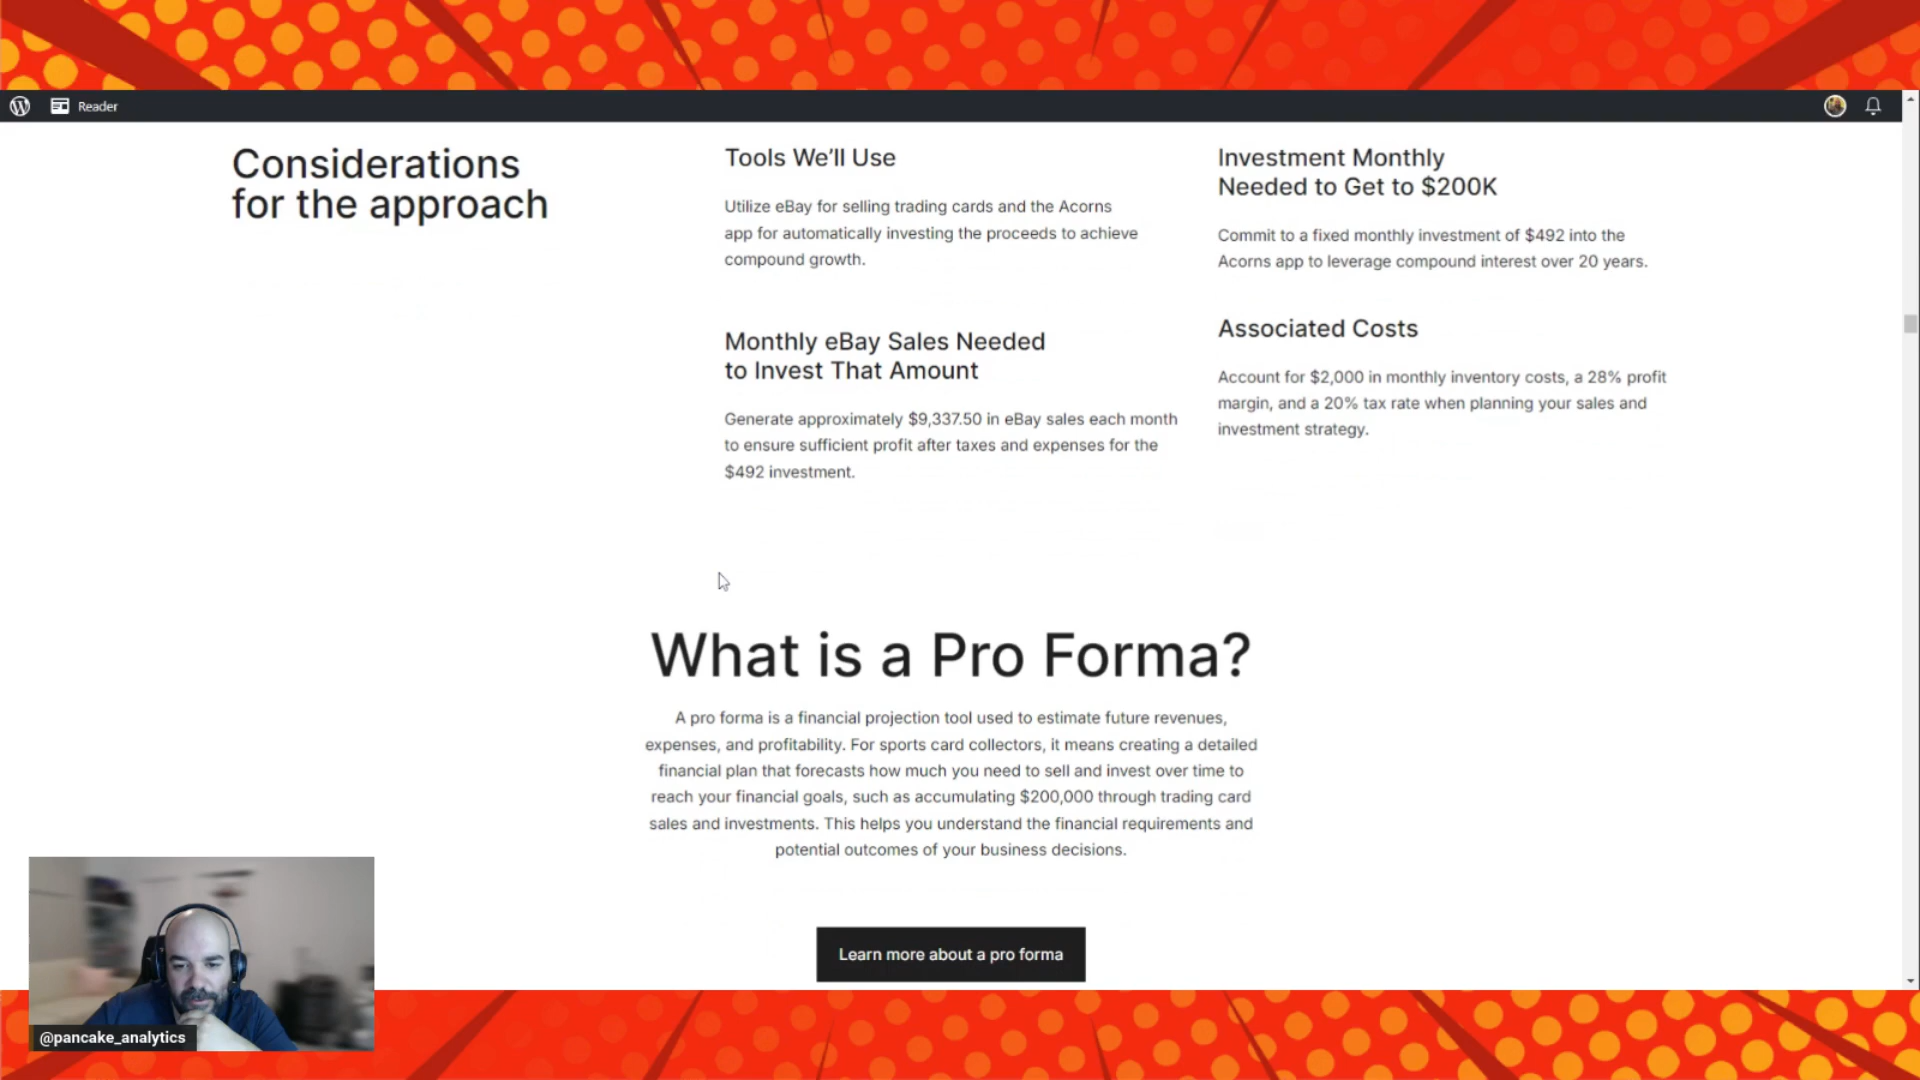 Reader
Considerations
for the approach
Tools We'll Use
Utilize eBay for selling trading cards and the Acorns
app for automatically investing the proceeds to achieve
compound growth.
Monthly eBay Sales Needed
to Invest That Amount
Generate approximately $9,337.50 in eBay sales each month
to ensure sufficient profit after taxes and expenses for the
$492 investment.
Investment Monthly
Needed to Get to $200K
Commit to a fixed monthly investment of $492 into the
Acorns app to leverage compound interest over 20 years.
Associated Costs
Account for $2,000 in monthly inventory costs, a 28% profit
margin, and a 20% tax rate when planning your sales and
investment strategy.
What is a Pro Forma?
A pro forma is a financial projection tool used to estimate future revenues,
expenses, and profitability. For sports card collectors, it means creating a detailed
financial plan that forecasts how much you need to sell and invest over time to
reach your financial goals, such as accumulating $200,000 through trading card
sales and investments. This helps you understand the financial requirements and
potential outcomes of your business decisions.
Learn more about a pro forma
@pancake_analytics